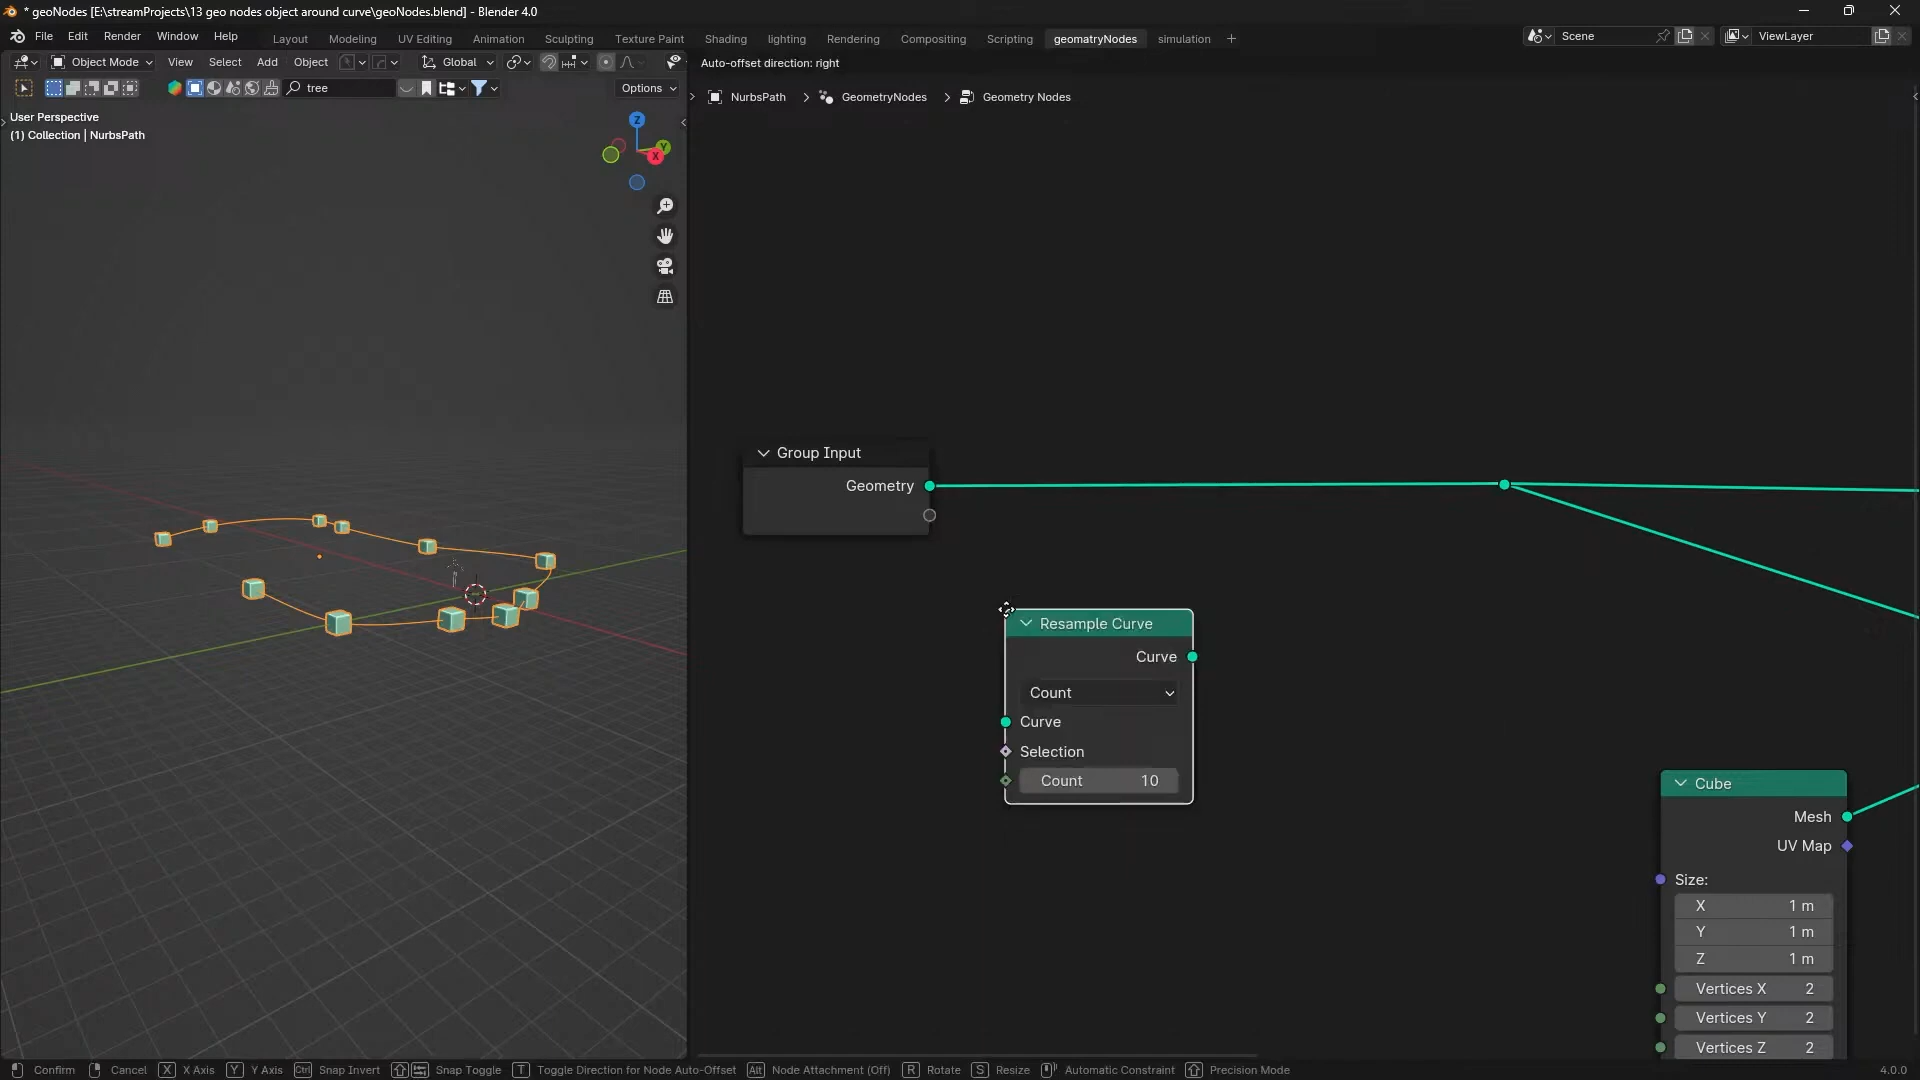 * geoNodes [E:\streamProjects\13 geo nodes object around curve\geoNodes.blend] - Blender 4.0
File Edit Render Window Help Layout Modeling UV Editing Animation Sculpting Texture Paint Shading lighting Rendering Compositing Scripting geomatryNodes simulation + Scene ViewLayer
Object Mode View Select Add Object Global
Auto-offset direction: right
tree Options
NurbsPath > GeometryNodes > Geometry Nodes
User Perspective
(1) Collection | NurbsPath
Z
Y
X
Group Input
Geometry
Resample Curve
Curve
Count
Curve
Selection
Count 10
Cube
Mesh
UV Map
Size:
X 1 m
Y 1 m
Z 1 m
Vertices X 2
Vertices Y 2
Vertices Z 2
Confirm Cancel X X Axis Y Y Axis Ctrl Snap Invert Snap Toggle T Toggle Direction for Node Auto-Offset Alt Node Attachment (Off) R Rotate S Resize Automatic Constraint Precision Mode 4.0.0